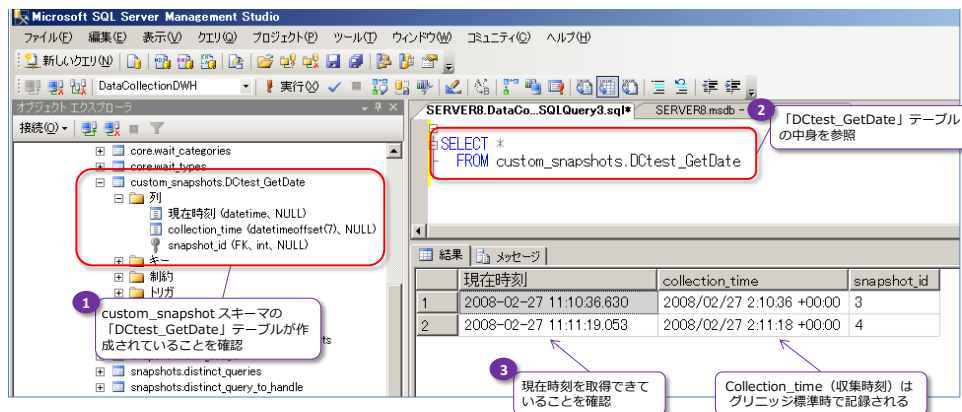 Microsoft SQL Server Management Studio
ファイル(F) 編集(E) 表示(V) クエリ(Q) プロジェクト(P) ツール(T) ウィンドウ(W) コミュニティ(C) ヘルプ(H)
新しいクエリ(N)
DataCollectionDWH 実行(X)
オブジェクト エクスプローラ
接続(O)
core.wait_categories
core.wait_types
custom_snapshots.DCtest_GetDate
列
現在時刻 (datetime、NULL)
collection_time (datetimeoffset(7)、NULL)
snapshot_id (FK、int、NULL)
キー
制約
トリガ
1
custom_snapshot スキーマの
「DCtest_GetDate」テーブルが作
成されていることを確認
ts
snapshots.distinct_queries
snapshots.distinct_query_to_handle
SERVER8.DataCo...SQLQuery3.sql*
SERVER8.msdb -
2
「DCtest_GetDate」テーブル
の中身を参照
SELECT *
FROM custom_snapshots.DCtest_GetDate
結果 メッセージ
現在時刻 collection_time snapshot_id
1 2008-02-27 11:10:36.630 2008/02/27 2:10:36 +00:00 3
2 2008-02-27 11:11:19.053 2008/02/27 2:11:18 +00:00 4
3
現在時刻を取得できて
いることを確認
Collection_time（収集時刻）は
グリニッジ標準時で記録される